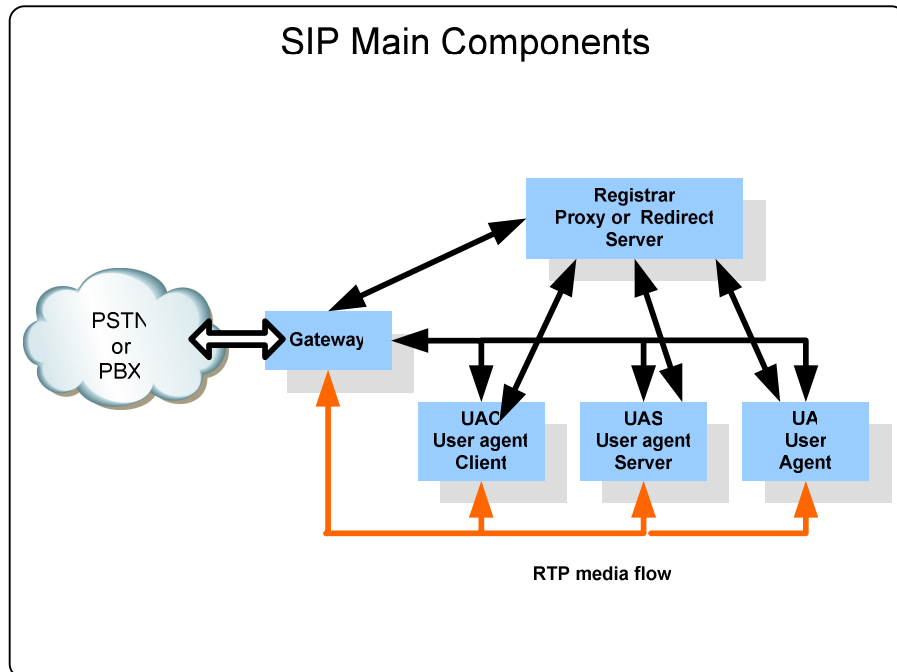 SIP Main Components
Registrar
Proxy or Redirect
Server
PSTN
or
PBX
Gateway
UAC
User agent
Client
UAS
User agent
Server
UA
User
Agent
RTP media flow